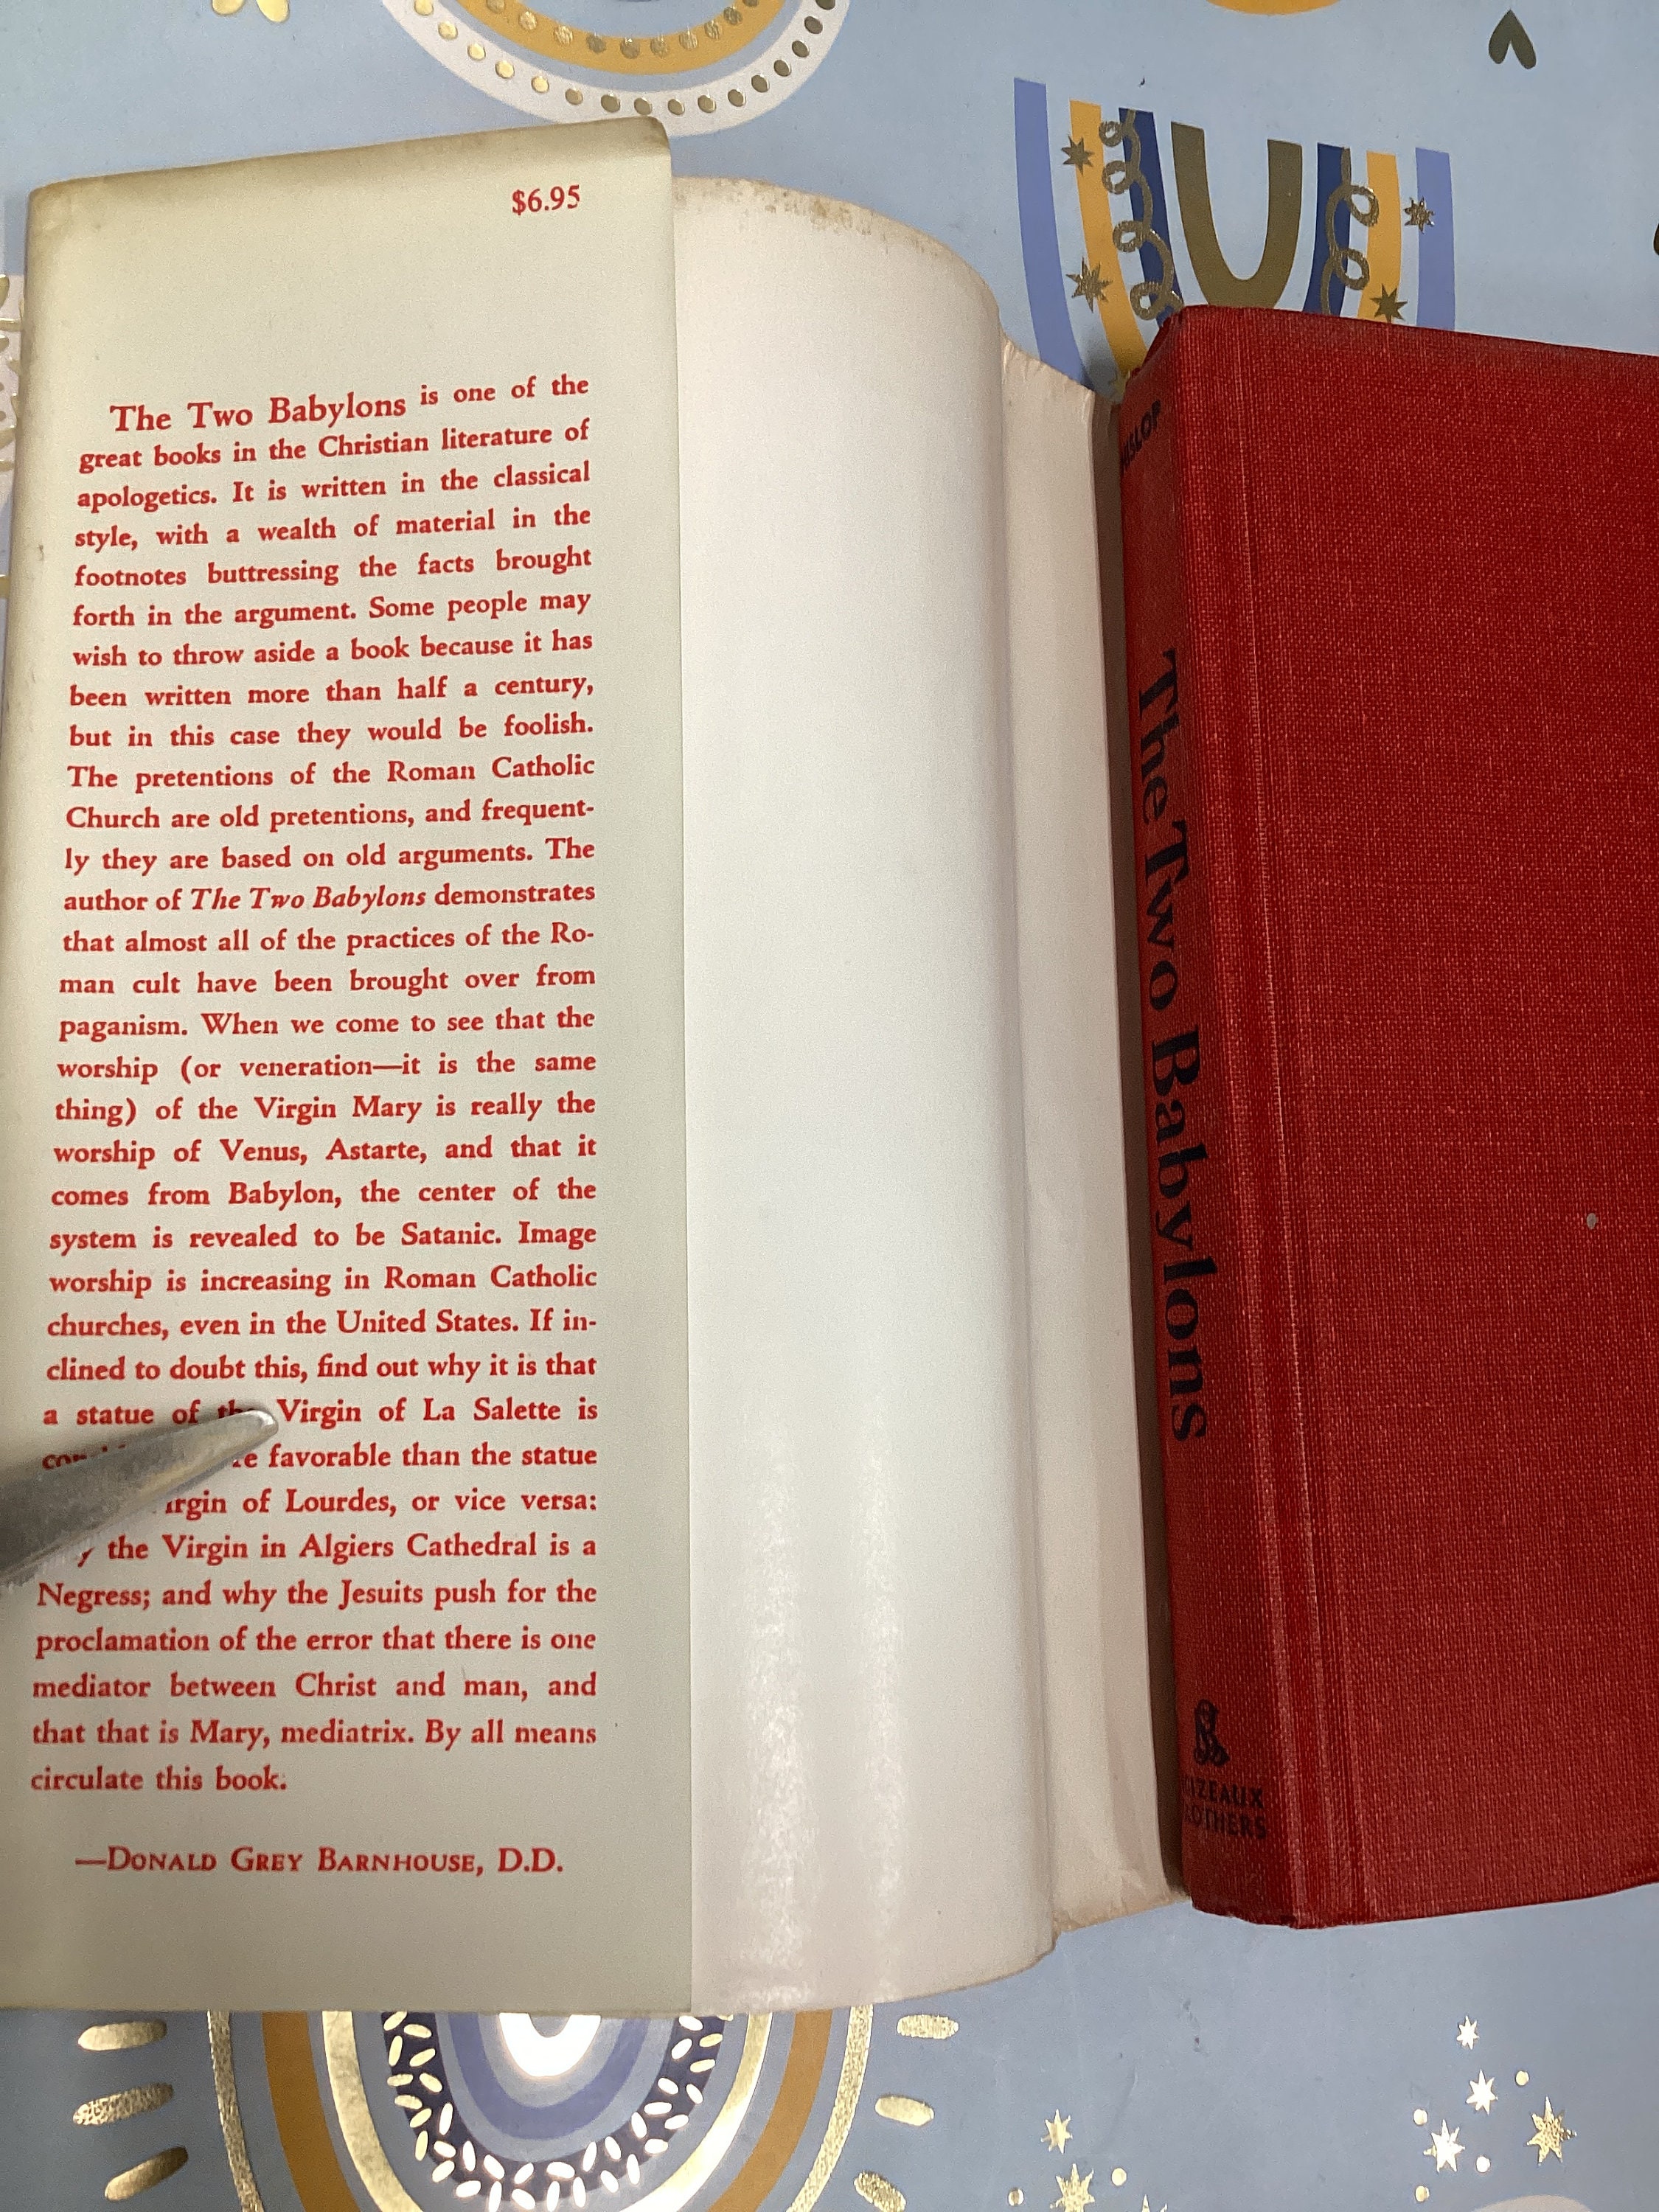 $6.95
The Two Babylons is one of the
great books in the Christian literature of
apologetics. It is written in the classical
style, with a wealth of material in the
footnotes buttressing the facts brought
forth in the argument. Some people may
wish to throw aside a book because it has
been written more than half a century,
but in this case they would be foolish.
The pretentions of the Roman Catholic
Church are old pretentions, and frequent-
ly they are based on old arguments. The
author of The Two Babylons demonstrates
that almost all of the practices of the Ro-
man cult have been brought over from
paganism. When we come to see that the
worship (or veneration—it is the same
thing) of the Virgin Mary is really the
worship of Venus, Astarte, and that it
comes from Babylon, the center of the
system is revealed to be Satanic. Image
worship is increasing in Roman Catholic
churches, even in the United States. If in-
clined to doubt this, find out why it is that
a statue of the Virgin of La Salette is
favorable than the statue
of Lourdes, or vice versa:
the Virgin in Algiers Cathedral is a
Negress; and why the Jesuits push for the
proclamation of the error that there is one
mediator between Christ and man, and
that that is Mary, mediatrix. By all means
circulate this book.
—DONALD GREY BARNHOUSE, D.D.
The Two Babylons